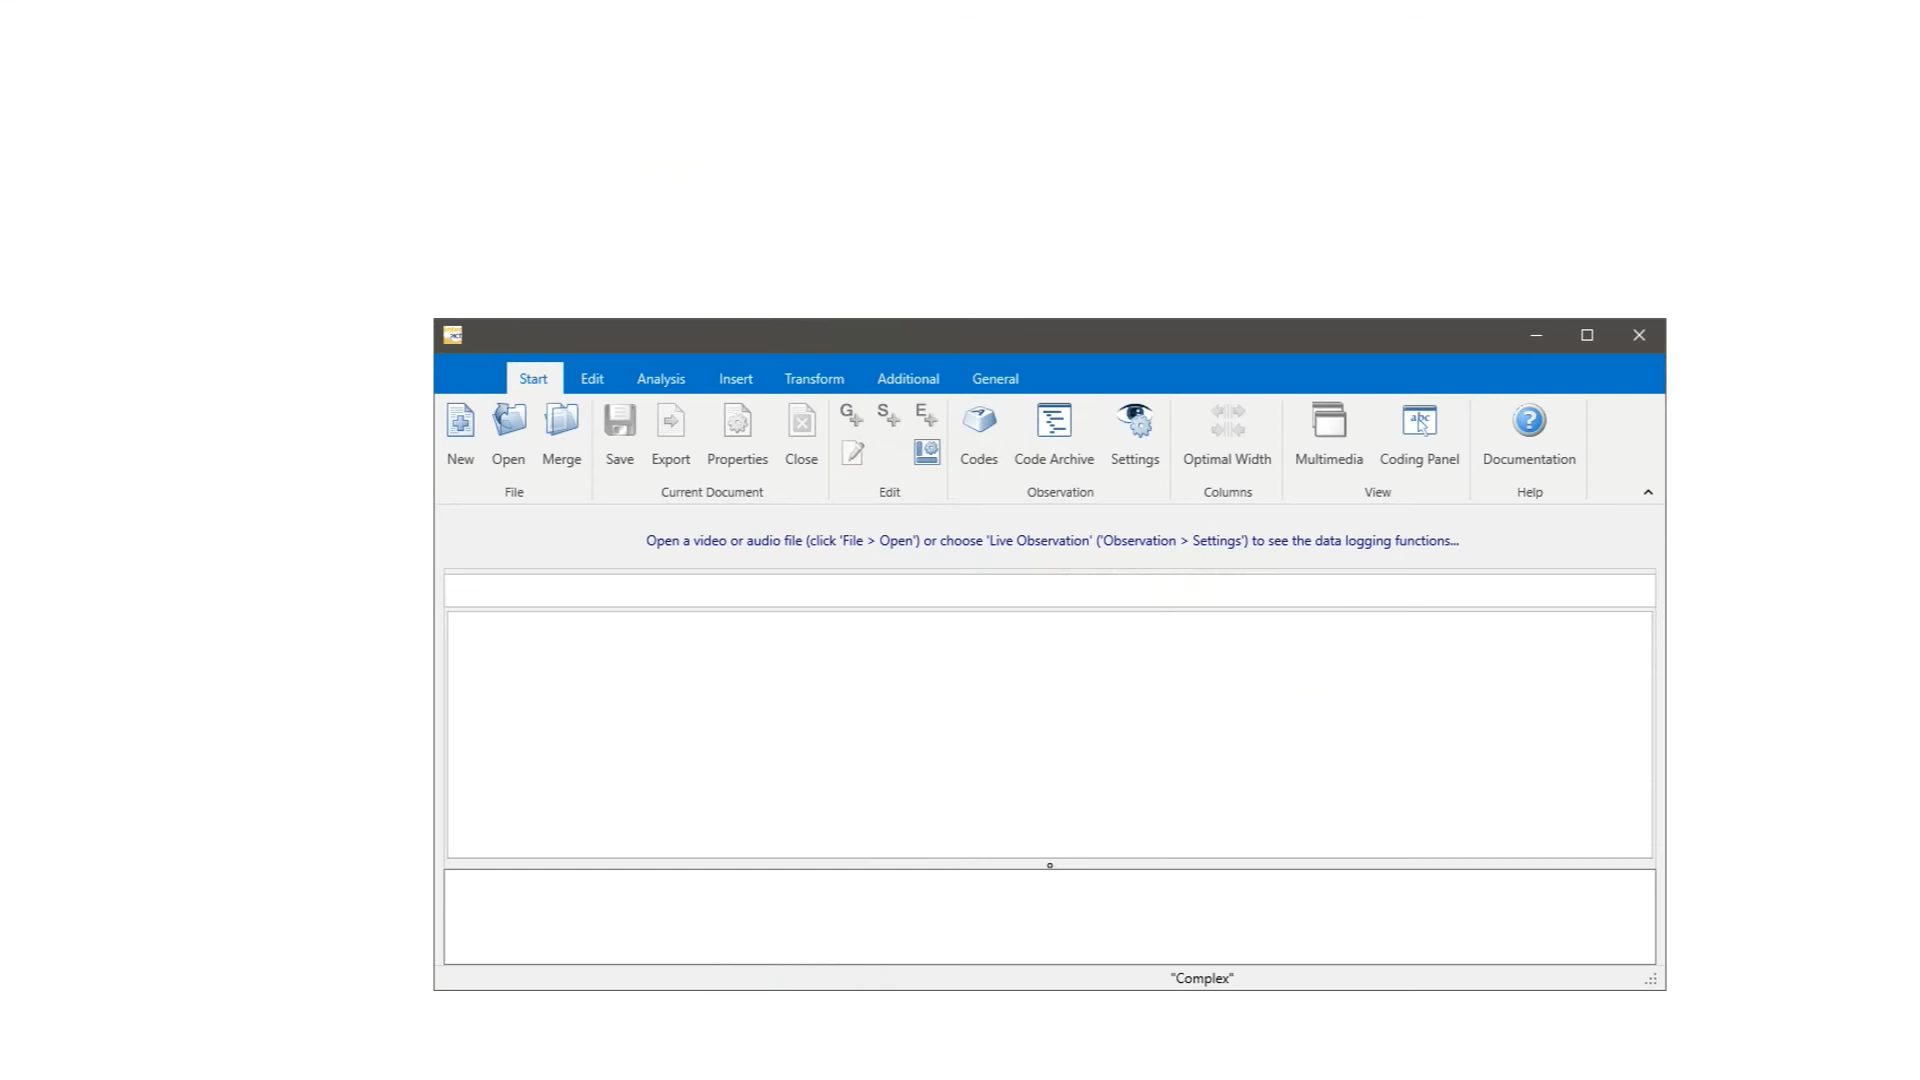 Start Edit Analysis Insert Transform Additional General
G S E
abc
New Open Merge Save Export Properties Close Codes Code Archive Settings Optimal Width Multimedia Coding Panel Documentation
File Current Document Edit Observation Columns View Help
Open a video or audio file (click 'File > Open') or choose 'Live Observation' ('Observation > Settings') to see the data logging functions...
"Complex"